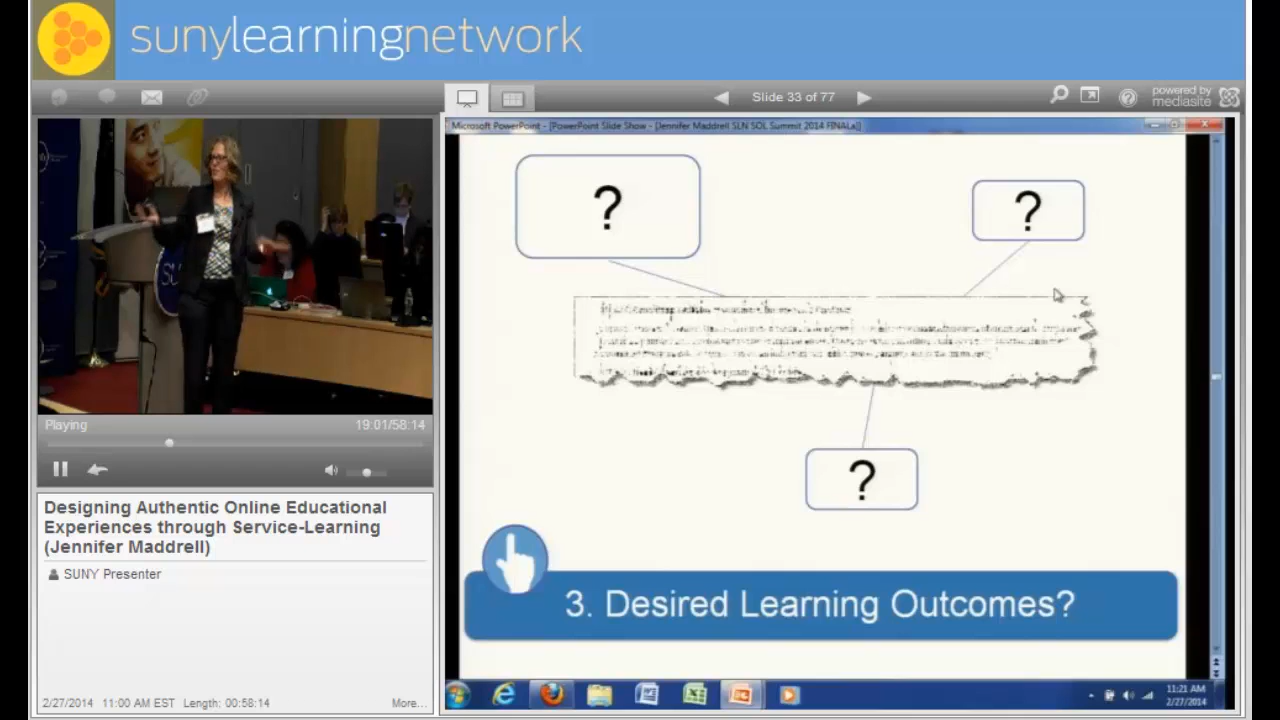 sunylearningnetwork
Slide 33 of 77
powered by
mediasite
Microsoft PowerPoint - [PowerPoint Slide Show - [Jennifer Maddrell SLN SOL Summit 2014 FINALa]]
?
?
?
3. Desired Learning Outcomes?
SU
Playing
19:01/58:14
Designing Authentic Online Educational
Experiences through Service-Learning
(Jennifer Maddrell)
SUNY Presenter
2/27/2014 11:00 AM EST Length: 00:58:14
More...
11:21 AM
2/27/2014